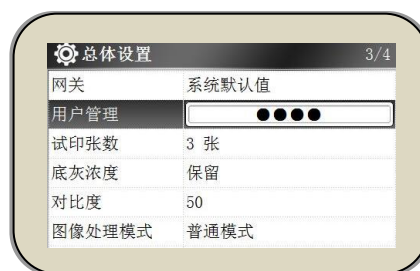 总体设置 3/4
网关 系统默认值
用户管理 ●●●●
试印张数 3 张
底灰浓度 保留
对比度 50
图像处理模式 普通模式